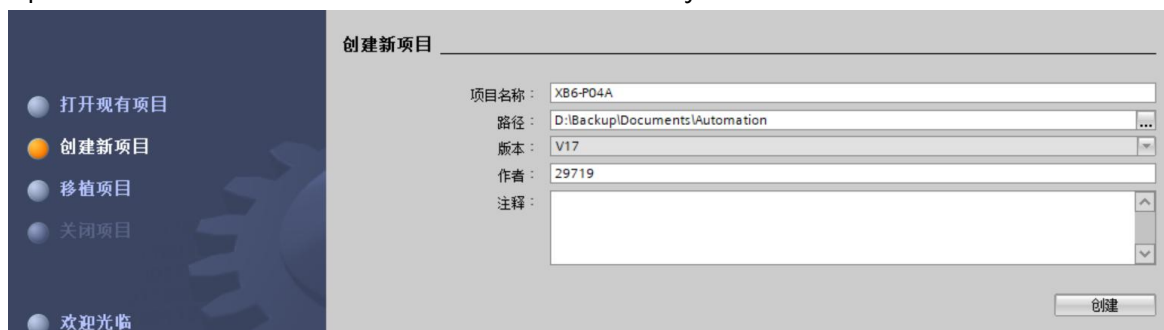 创建新项目
打开现有项目
创建新项目
移植项目
关闭项目
欢迎光临
项目名称：
XB6-P04A
路径：
D:\Backup\Documents\Automation
...
版本：
V17
作者：
29719
注释：
创建